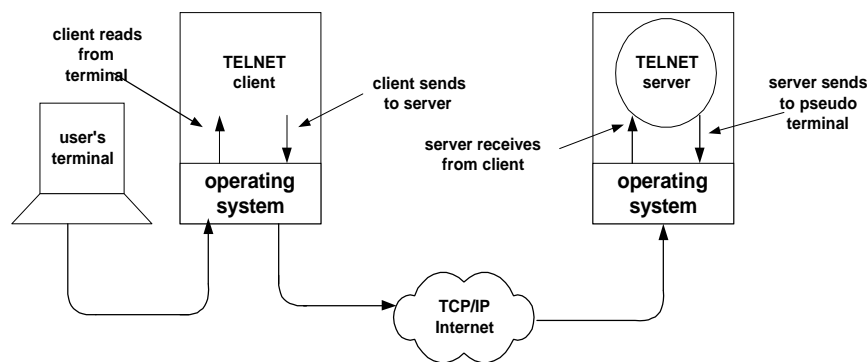 client reads
from
terminal
TELNET
client
client sends
to server
user's
terminal
operating
system
TELNET
server
server sends
to pseudo
terminal
server receives
from client
operating
system
TCP/IP
Internet